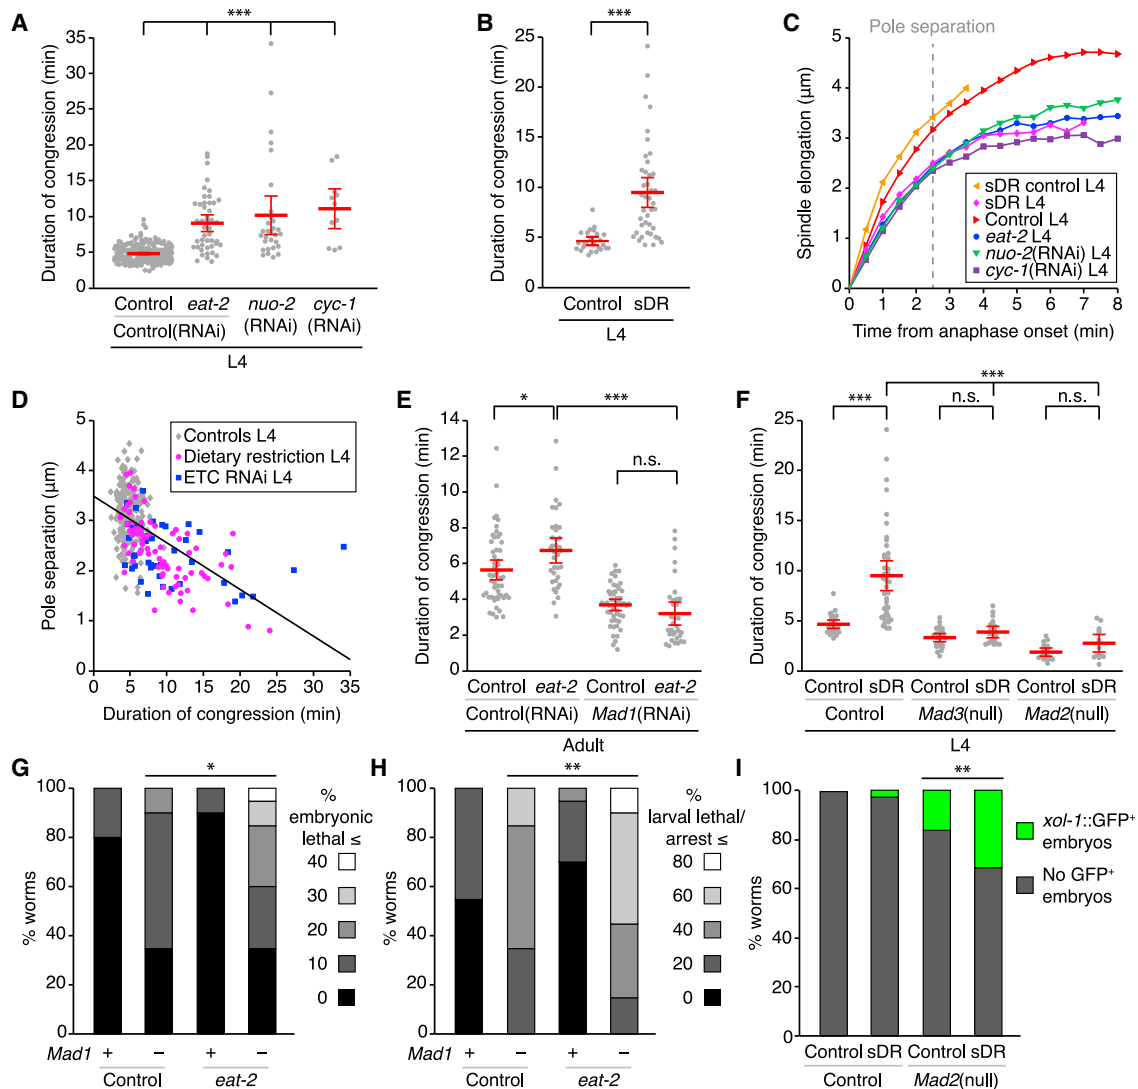 A
***
Duration of congression (min)
35
30
25
20
15
10
5
0
Control eat-2 nuo-2 cyc-1
Control(RNAi) (RNAi) (RNAi)
L4
B
***
Duration of congression (min)
25
20
15
10
5
0
Control sDR
L4
C
Pole separation
Spindle elongation (µm)
5
4
3
2
1
0
0 1 2 3 4 5 6 7 8
Time from anaphase onset (min)
sDR control L4
sDR L4
Control L4
eat-2 L4
nuo-2(RNAi) L4
cyc-1(RNAi) L4
D
Pole separation (µm)
5
4
3
2
1
0
0 5 10 15 20 25 30 35
Duration of congression (min)
Controls L4
Dietary restriction L4
ETC RNAi L4
E
* ***
n.s.
Duration of congression (min)
14
12
10
8
6
4
2
0
Control eat-2 Control eat-2
Control(RNAi) Mad1(RNAi)
Adult
F
***
*** n.s. n.s.
Duration of congression (min)
25
20
15
10
5
0
Control sDR Control sDR Control sDR
Control Mad3(null) Mad2(null)
L4
G
*
% worms
100
80
60
40
20
0
Mad1 + – + –
Control eat-2
%
embryonic
lethal ≤
40
30
20
10
0
H
**
% worms
100
80
60
40
20
0
Mad1 + – + –
Control eat-2
%
larval lethal/
arrest ≤
80
60
40
20
0
I
**
% worms
100
80
60
40
20
0
Control sDR Control sDR
Control Mad2(null)
xol-1::GFP+
embryos
No GFP+
embryos